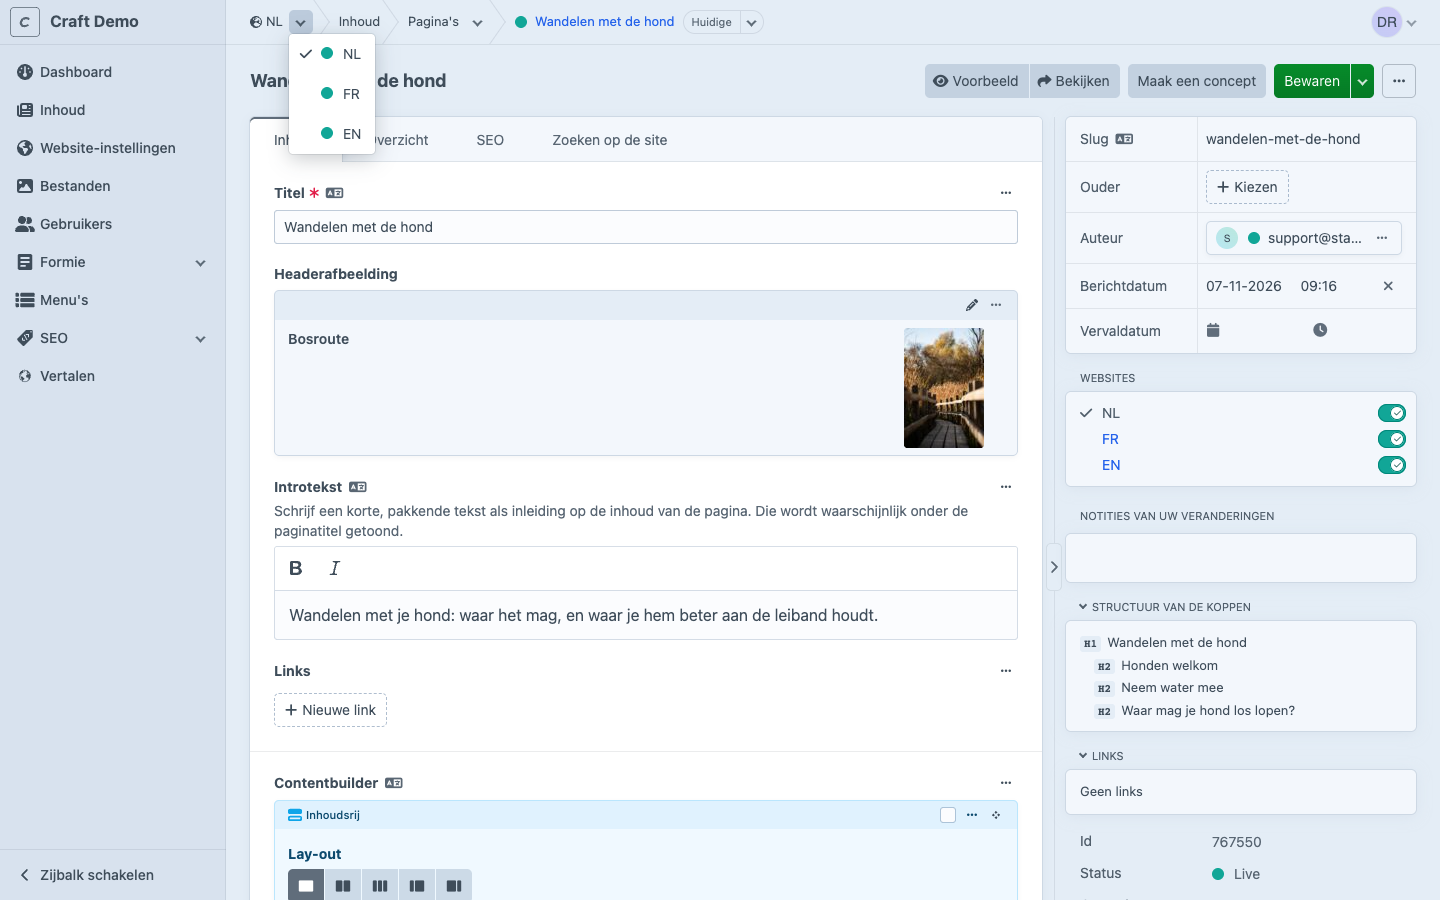 C Craft Demo
NL
Inhoud
Pagina's
Wandelen met de hond
Huidige
DR
NL
FR
EN
Dashboard
Inhoud
Website-instellingen
Bestanden
Gebruikers
Formie
Menu's
SEO
Vertalen
Zijbalk schakelen
de hond
Voorbeeld
Bekijken
Maak een concept
Bewaren
SEO
Zoeken op de site
Titel *
Wandelen met de hond
Headerafbeelding
Bosroute
Introtekst
Schrijf een korte, pakkende tekst als inleiding op de inhoud van de pagina. Die wordt waarschijnlijk onder de
paginatitel getoond.
B I
Wandelen met je hond: waar het mag, en waar je hem beter aan de leiband houdt.
Links
Nieuwe link
Contentbuilder
Inhoudsrij
Lay-out
Slug
wandelen-met-de-hond
Ouder
Kiezen
Auteur
S support@sta...
Berichtdatum
07-11-2026 09:16
Vervaldatum
WEBSITES
NL
FR
EN
NOTITIES VAN UW VERANDERINGEN
STRUCTUUR VAN DE KOPPEN
H1 Wandelen met de hond
H2 Honden welkom
H2 Neem water mee
H2 Waar mag je hond los lopen?
LINKS
Geen links
Id 767550
Status Live